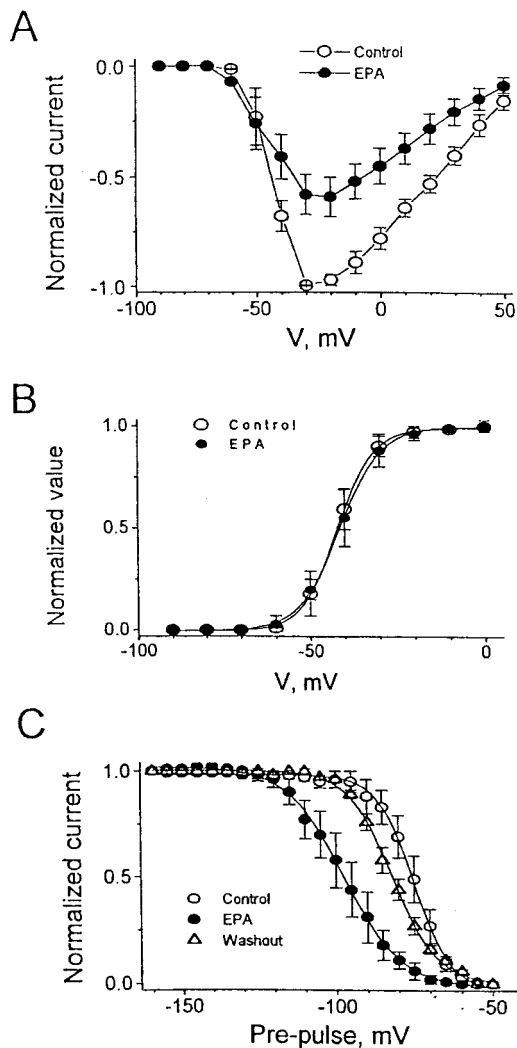 A
Control
EPA
0.0
-0.5
-1.0
Normalized current
-100
-50
0
50
V, mV
B
Control
EPA
1.0
0.5
0.0
Normalized value
-100
-50
0
V, mV
C
1.0
0.5
0.0
Normalized current
Control
EPA
Washout
-150
-100
-50
Pre-pulse, mV